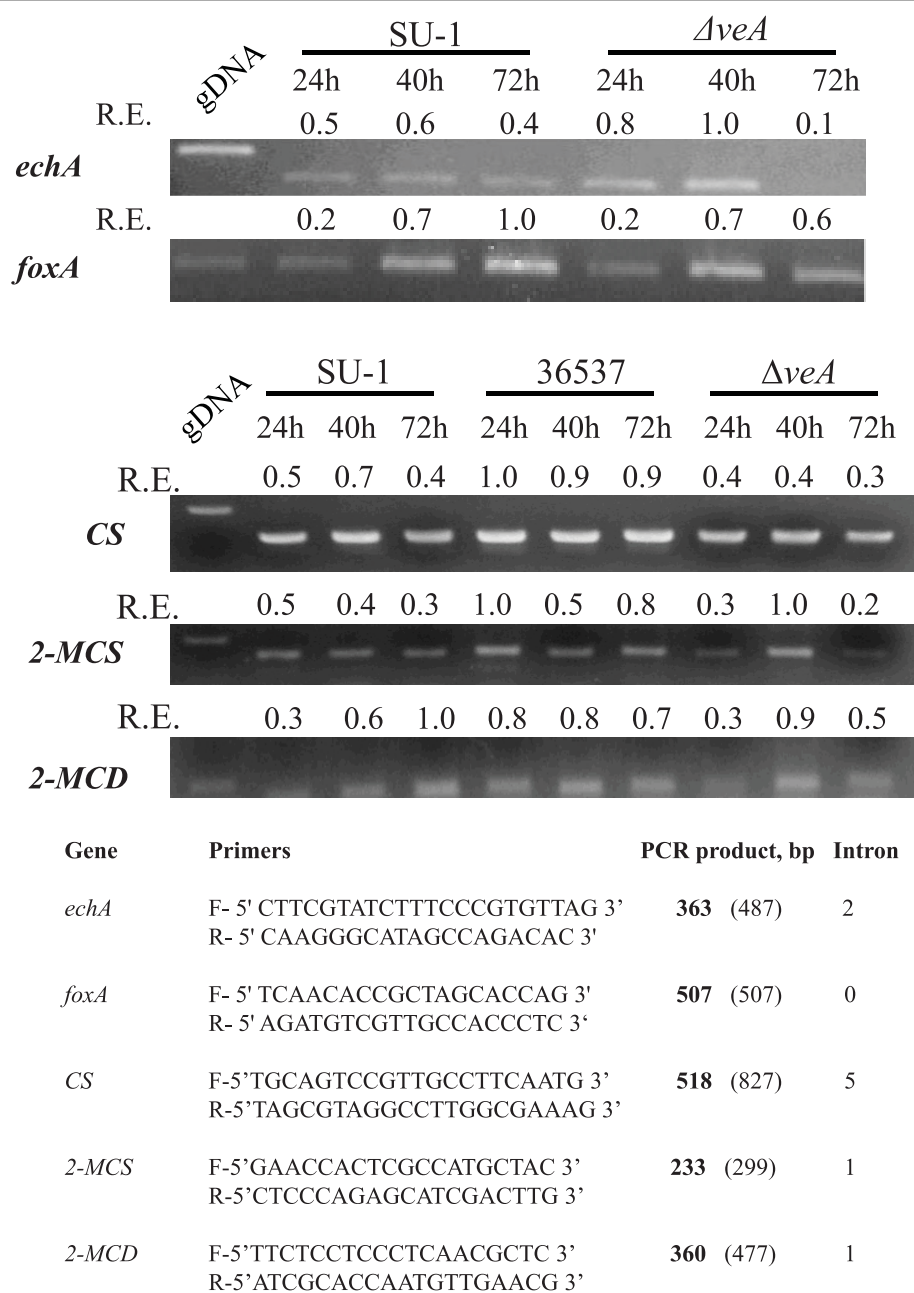 SU-1 ΔveA
gDNA 24h 40h 72h 24h 40h 72h
R.E. 0.5 0.6 0.4 0.8 1.0 0.1
echA
R.E. 0.2 0.7 1.0 0.2 0.7 0.6
foxA
SU-1 36537 ΔveA
gDNA 24h 40h 72h 24h 40h 72h 24h 40h 72h
R.E. 0.5 0.7 0.4 1.0 0.9 0.9 0.4 0.4 0.3
CS
R.E. 0.5 0.4 0.3 1.0 0.5 0.8 0.3 1.0 0.2
2-MCS
R.E. 0.3 0.6 1.0 0.8 0.8 0.7 0.3 0.9 0.5
2-MCD
Gene Primers PCR product, bp Intron
echA F- 5' CTTCGTATCTTTCCCGTGTTAG 3’ 363 (487) 2
R- 5' CAAGGGCATAGCCAGACAC 3'
foxA F- 5' TCAACACCGCTAGCACCAG 3' 507 (507) 0
R- 5' AGATGTCGTTGCCACCCTC 3‘
CS F-5’TGCAGTCCGTTGCCTTCAATG 3’ 518 (827) 5
R-5’TAGCGTAGGCCTTGGCGAAAG 3’
2-MCS F-5’GAACCACTCGCCATGCTAC 3’ 233 (299) 1
R-5’CTCCCAGAGCATCGACTTG 3’
2-MCD F-5’TTCTCCTCCCTCAACGCTC 3’ 360 (477) 1
R-5’ATCGCACCAATGTTGAACG 3’